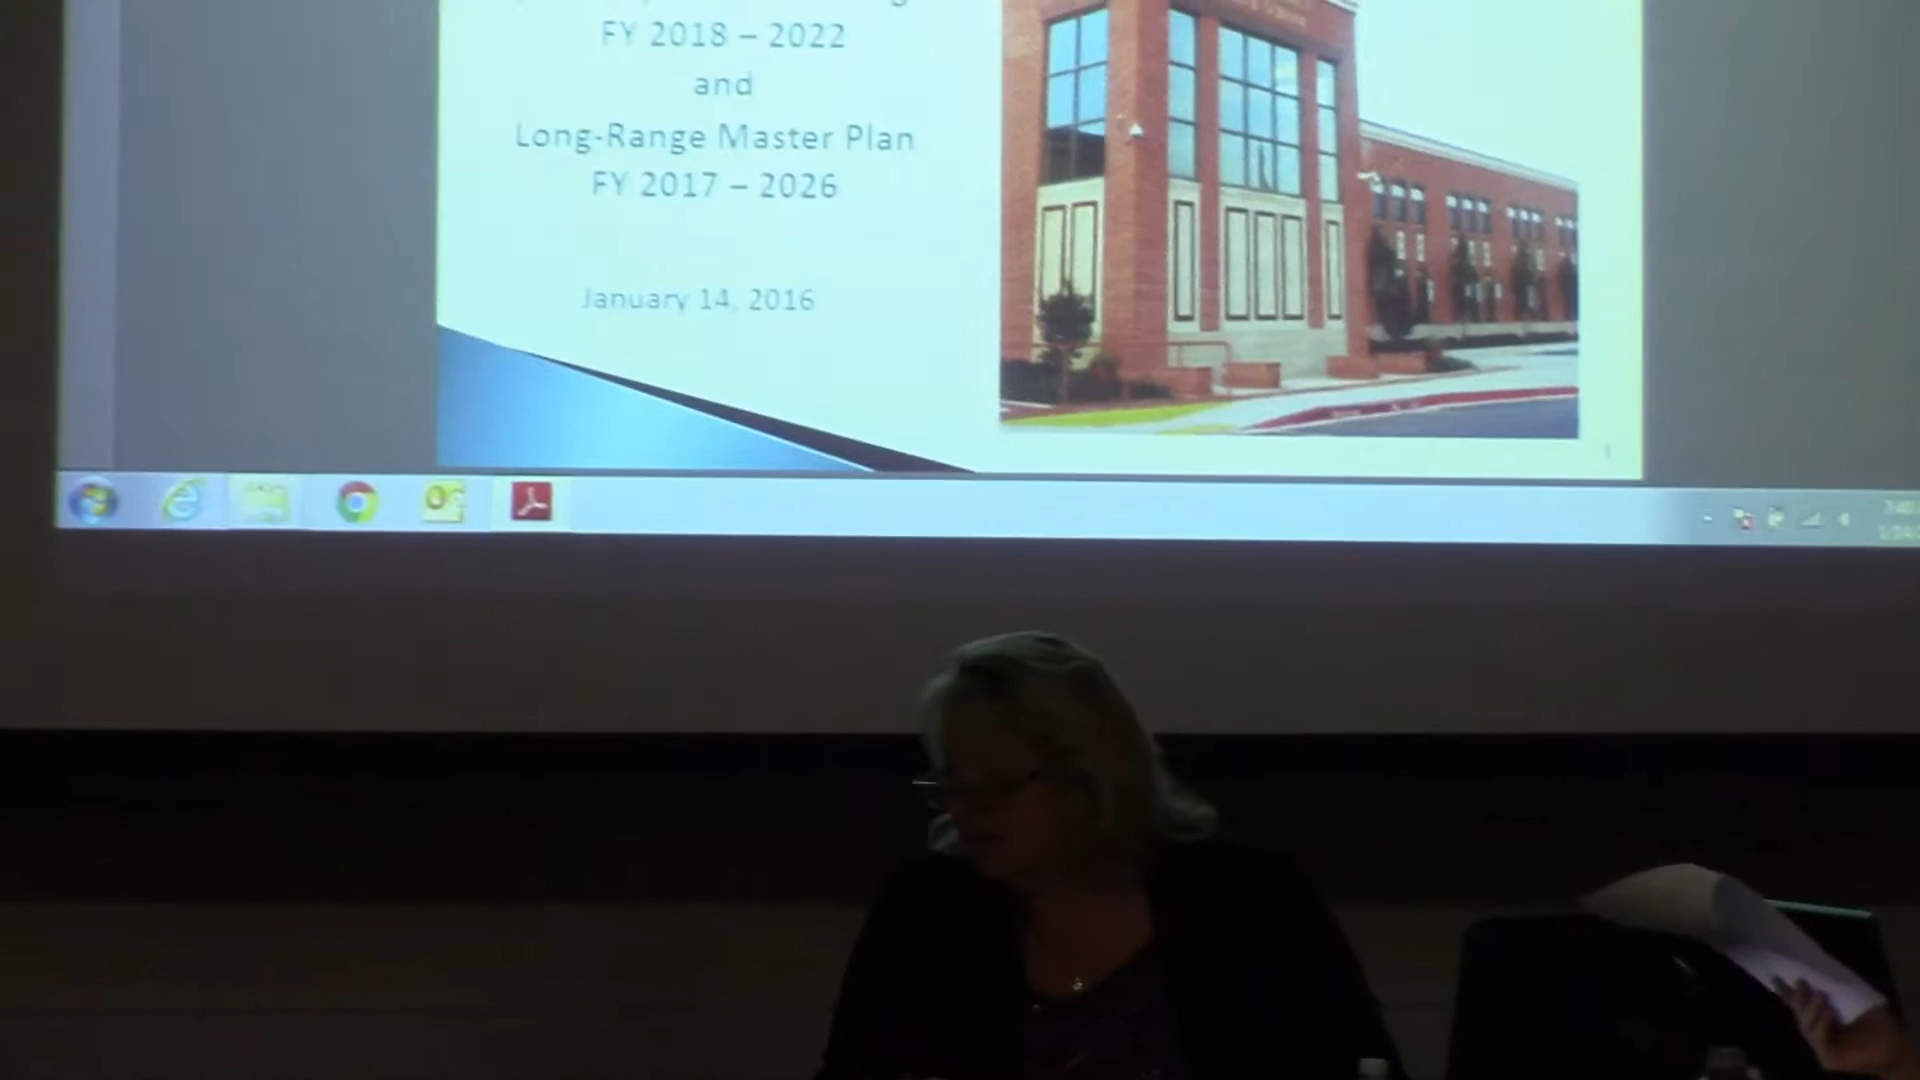 FY 2018 – 2022
and
Long-Range Master Plan
FY 2017 – 2026
January 14, 2016